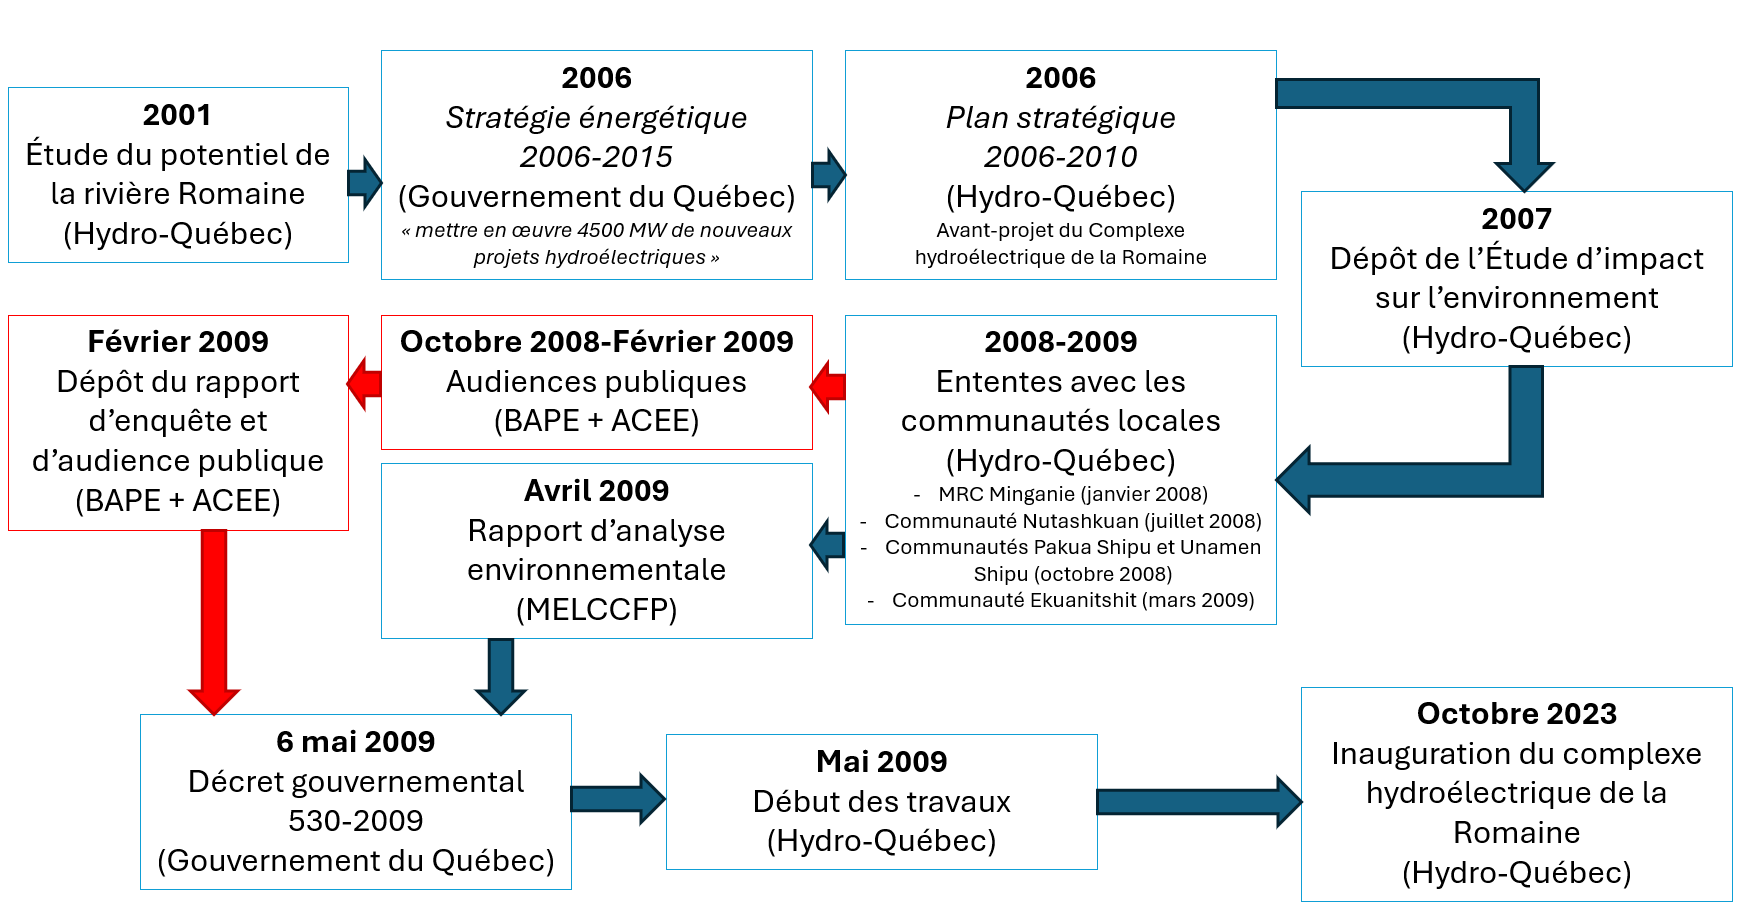 2001
Étude du potentiel de
la rivière Romaine
(Hydro-Québec)
2006
Stratégie énergétique
2006-2015
(Gouvernement du Québec)
« mettre en œuvre 4500 MW de nouveaux
projets hydroélectriques »
2006
Plan stratégique
2006-2010
(Hydro-Québec)
Avant-projet du Complexe
hydroélectrique de la Romaine
2007
Dépôt de l’Étude d’impact
sur l’environnement
(Hydro-Québec)
2008-2009
Ententes avec les
communautés locales
(Hydro-Québec)
- MRC Minganie (janvier 2008)
- Communauté Nutashkuan (juillet 2008)
- Communautés Pakua Shipu et Unamen
Shipu (octobre 2008)
- Communauté Ekuanitshit (mars 2009)
Octobre 2008-Février 2009
Audiences publiques
(BAPE + ACEE)
Février 2009
Dépôt du rapport
d’enquête et
d’audience publique
(BAPE + ACEE)
Avril 2009
Rapport d’analyse
environnementale
(MELCCFP)
6 mai 2009
Décret gouvernemental
530-2009
(Gouvernement du Québec)
Mai 2009
Début des travaux
(Hydro-Québec)
Octobre 2023
Inauguration du complexe
hydroélectrique de la
Romaine
(Hydro-Québec)